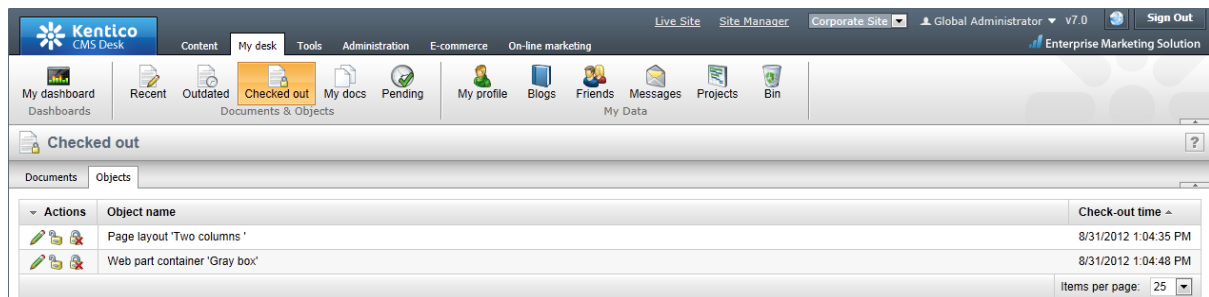 Kentico
CMS Desk
Live Site Site Manager Corporate Site Global Administrator v7.0 Sign Out
Content My desk Tools Administration E-commerce On-line marketing Enterprise Marketing Solution
My dashboard Recent Outdated Checked out My docs Pending My profile Blogs Friends Messages Projects Bin
Dashboards Documents & Objects My Data
Checked out ?
Documents Objects
Actions Object name Check-out time
Page layout 'Two columns ' 8/31/2012 1:04:35 PM
Web part container 'Gray box' 8/31/2012 1:04:48 PM
Items per page: 25